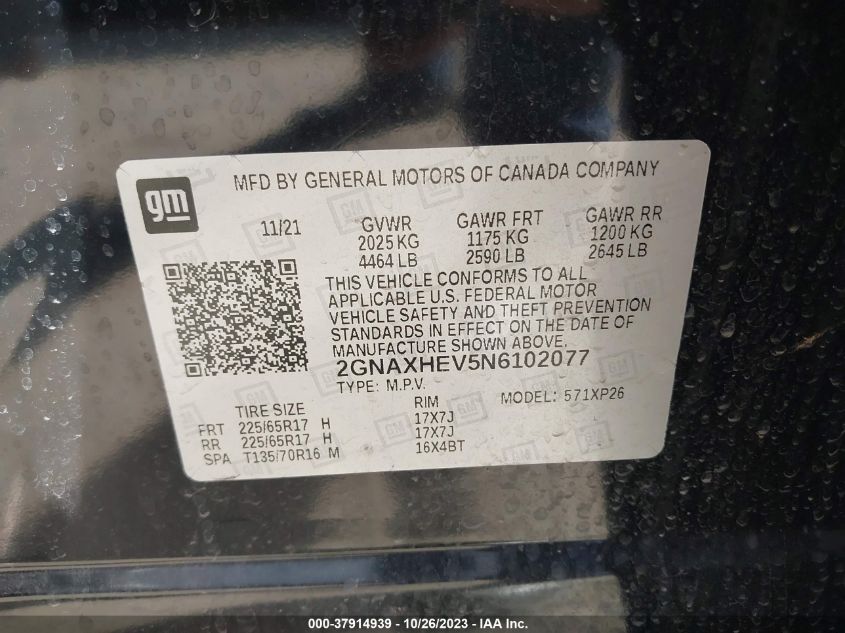 gm
MFD BY GENERAL MOTORS OF CANADA COMPANY
11/21 GVWR GAWR FRT GAWR RR
2025 KG 1175 KG 1200 KG
4464 LB 2590 LB 2645 LB
THIS VEHICLE CONFORMS TO ALL
APPLICABLE U.S. FEDERAL MOTOR
VEHICLE SAFETY AND THEFT PREVENTION
STANDARDS IN EFFECT ON THE DATE OF
MANUFACTURE SHOWN ABOVE.
2GNAXHEV5N6102077
TYPE: M.P.V. MODEL: 571XP26
TIRE SIZE RIM
FRT 225/65R17 H 17X7J
RR 225/65R17 H 17X7J
SPA T135/70R16 M 16X4BT
000-37914939 - 10/26/2023 - IAA Inc.